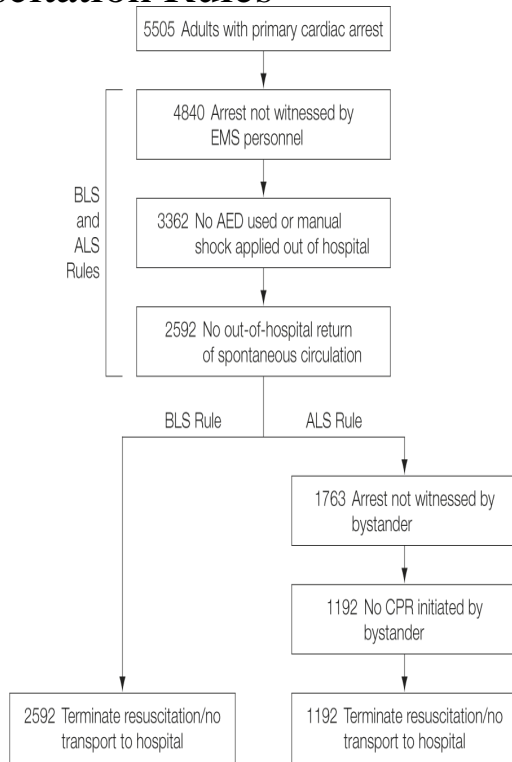 5505 Adults with primary cardiac arrest
4840 Arrest not witnessed by
EMS personnel
BLS
and
ALS
Rules
3362 No AED used or manual
shock applied out of hospital
2592 No out-of-hospital return
of spontaneous circulation
BLS Rule
ALS Rule
1763 Arrest not witnessed by
bystander
1192 No CPR initiated by
bystander
2592 Terminate resuscitation/no
transport to hospital
1192 Terminate resuscitation/no
transport to hospital